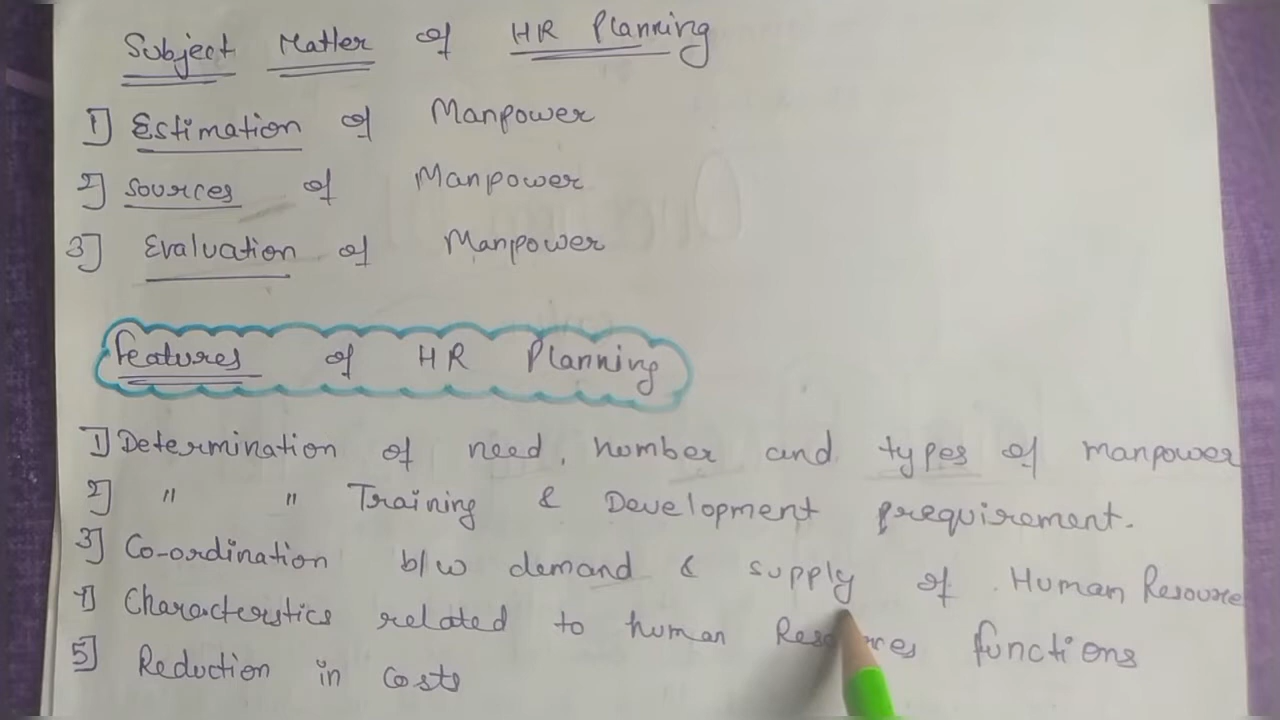 Subject Matter of HR Planning
1] Estimation of Manpower
2] Sources of Manpower
3] Evaluation of Manpower
Features of HR Planning
1] Determination of need, number and types of manpower
2] " " Training & Development prequirement.
3] Co-ordination b/w demand & supply of Human Resource
4] Characterstics related to human functions
5] Reduction in costs